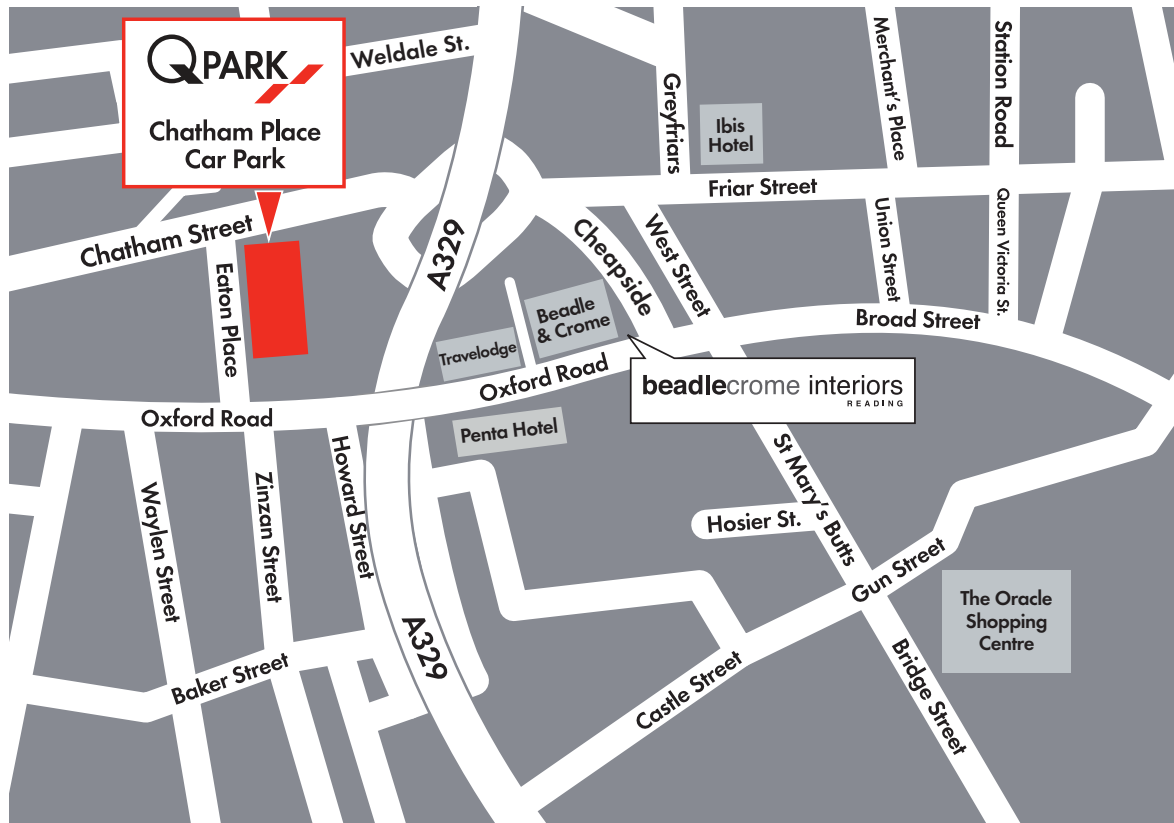 Q PARK
Chatham Place
Car Park
Weldale St.
Greyfriars
Ibis
Hotel
Merchant's Place
Station Road
Friar Street
Chatham Street
A329
Cheapside
West Street
Union Street
Queen Victoria St.
Eaton Place
Beadle
& Crome
Travelodge
Broad Street
Oxford Road
beadlecrome interiors
READING
Oxford Road
Penta Hotel
Howard Street
Zinzan Street
Waylen Street
St Mary's Butts
Hosier St.
Gun Street
The Oracle
Shopping
Centre
A329
Baker Street
Castle Street
Bridge Street